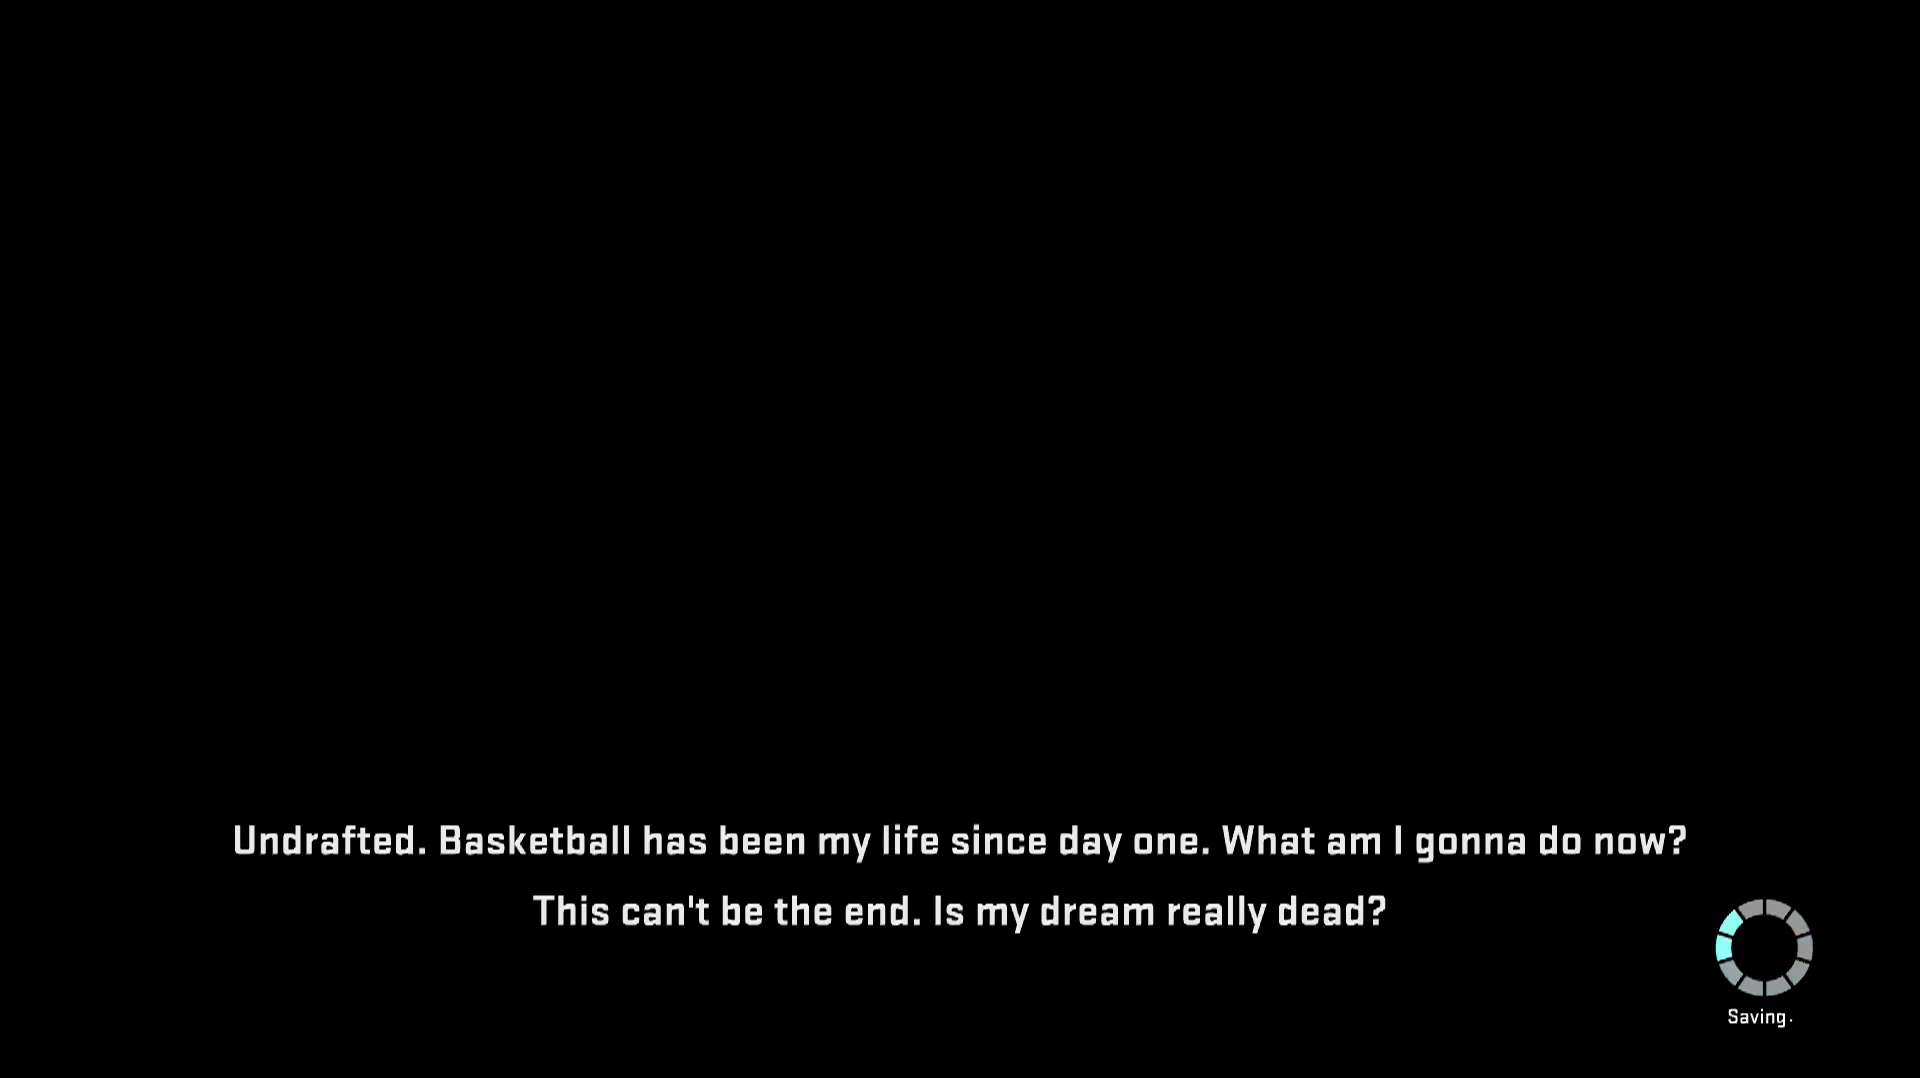 Undrafted. Basketball has been my life since day one. What am I gonna do now?
This can't be the end. Is my dream really dead?
Saving.